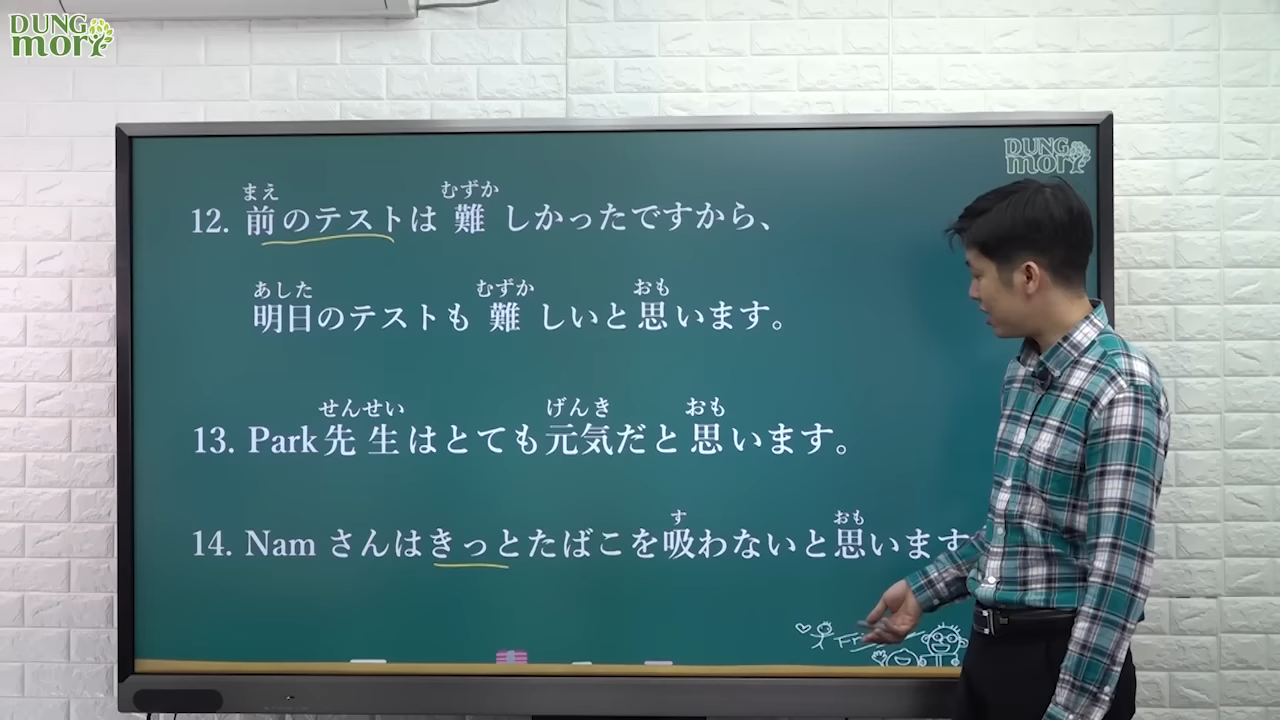 DUNG
mori
DUNG
mori
まえ むずか
12. 前のテストは 難 しかったですから、
あした むずか おも
明日のテストも 難 しいと思います。
せんせい げんき おも
13. Park先生はとても元気だと思います。
す おも
14. Nam さんはきっとたばこを吸わないと思います